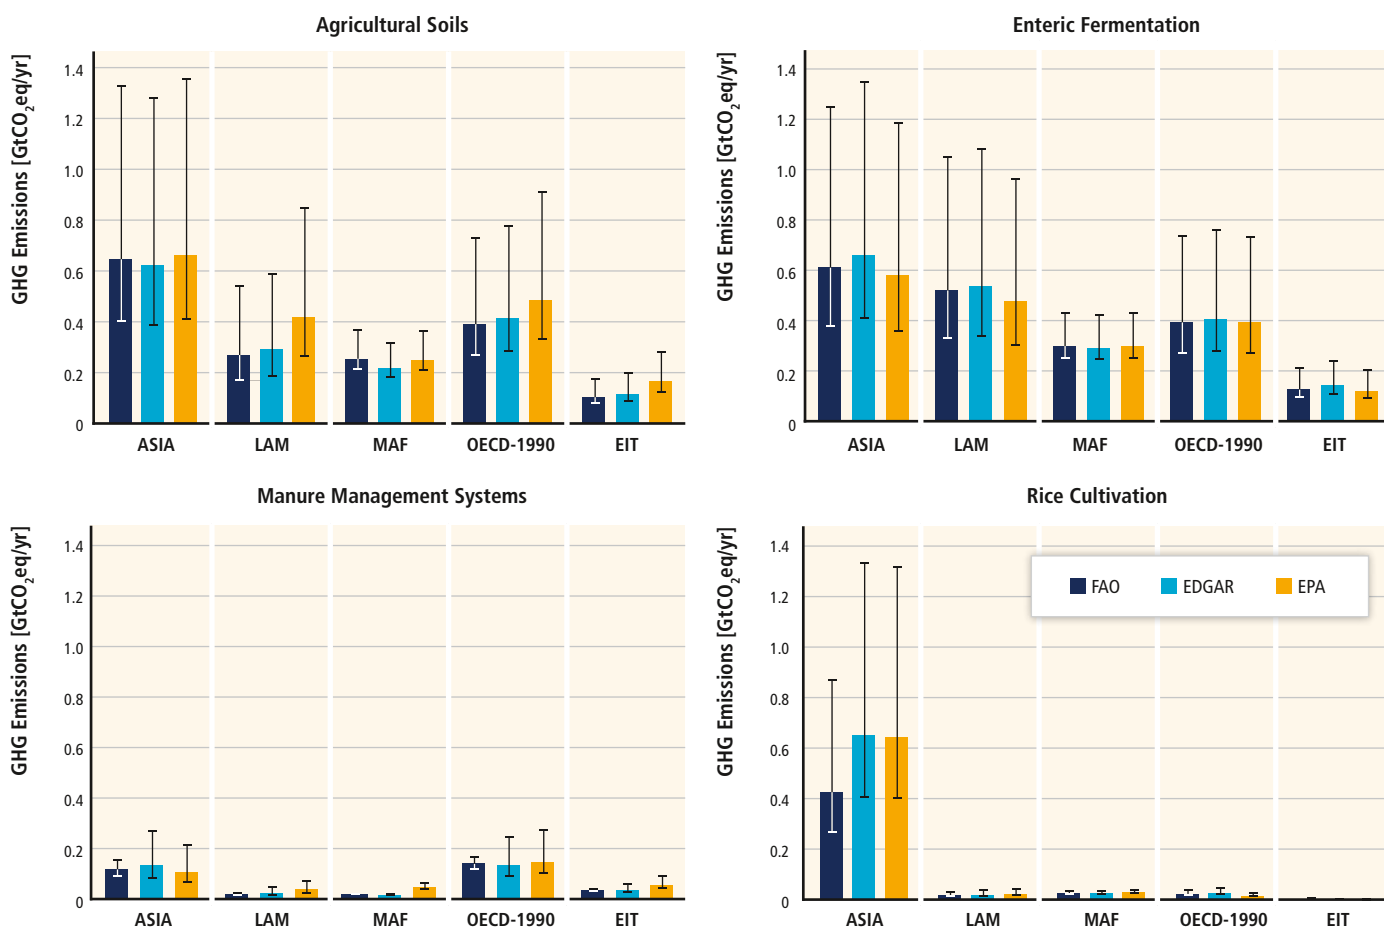 Agricultural Soils
GHG Emissions [GtCO2eq/yr]
1.4
1.2
1.0
0.8
0.6
0.4
0.2
0
ASIA LAM MAF OECD-1990 EIT
Enteric Fermentation
GHG Emissions [GtCO2eq/yr]
1.4
1.2
1.0
0.8
0.6
0.4
0.2
0
ASIA LAM MAF OECD-1990 EIT
Manure Management Systems
GHG Emissions [GtCO2eq/yr]
1.4
1.2
1.0
0.8
0.6
0.4
0.2
0
ASIA LAM MAF OECD-1990 EIT
Rice Cultivation
GHG Emissions [GtCO2eq/yr]
1.4
1.2
1.0
0.8
0.6
0.4
0.2
0
FAO EDGAR EPA
ASIA LAM MAF OECD-1990 EIT